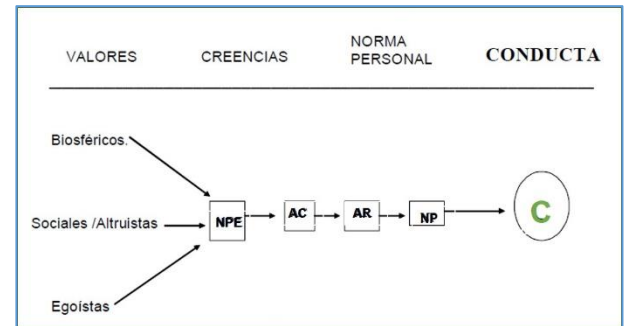 VALORES
CREENCIAS
NORMA
PERSONAL
CONDUCTA
Biosféricos.
Sociales /Altruistas
NPE
AC
AR
NP
C
Egoístas